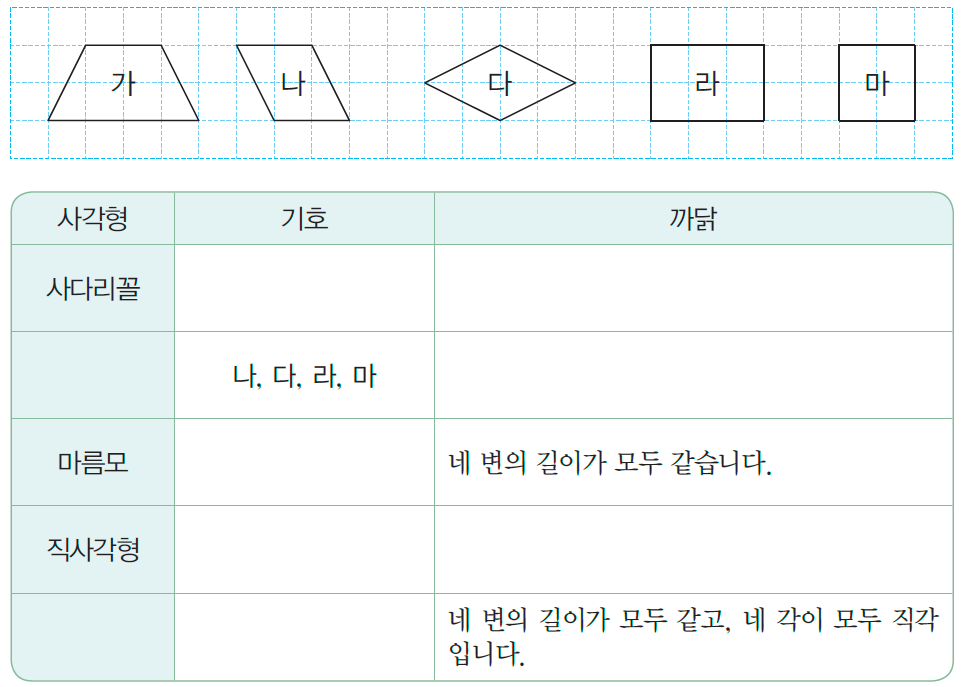 가 나 다 라 마
사각형 기호 까닭
사다리꼴
나, 다, 라, 마
마름모 네 변의 길이가 모두 같습니다.
직사각형
네 변의 길이가 모두 같고, 네 각이 모두 직각
입니다.